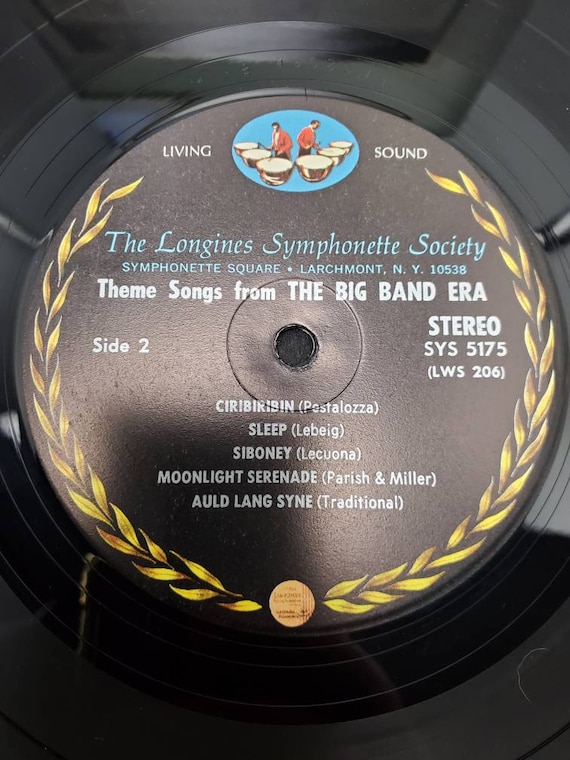 LIVING SOUND
The Longines Symphonette Society
SYMPHONETTE SQUARE • LARCHMONT, N. Y. 10538
Theme Songs from THE BIG BAND ERA
STEREO
Side 2
SYS 5175
(LWS 206)
CIRIBIRIBIN (Pestalozza)
SLEEP (Lebeig)
SIBONEY (Lecuona)
MOONLIGHT SERENADE (Parish & Miller)
AULD LANG SYNE (Traditional)